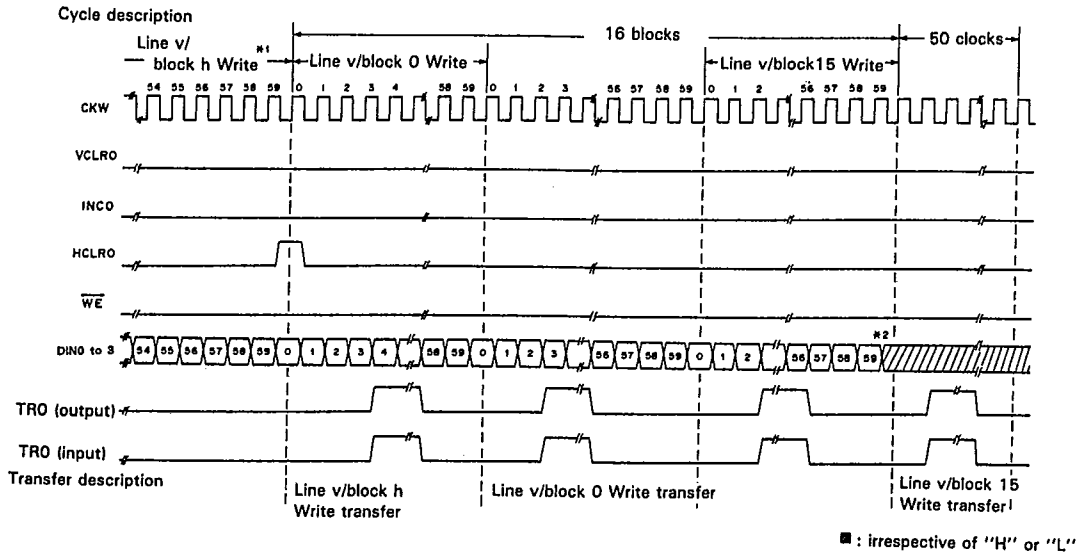 Cycle description
16 blocks
50 clocks
Line v/
block h Write *1
Line v/block 0 Write
Line v/block15 Write
CKW
54 55 56 57 58 59 0 1 2 3 4 58 59 0 1 2 3 56 57 58 59 0 1 2 56 57 58 59
VCLRO
INCO
HCLRO
WE
*2
DINO to 3
54 55 56 57 58 59 0 1 2 3 4 58 59 0 1 2 3 56 57 58 59 0 1 2 56 57 58 59
TRO (output)
TRO (input)
Transfer description
Line v/block h
Write transfer
Line v/block 0 Write transfer
Line v/block 15
Write transfer
■ : irrespective of "H" or "L"